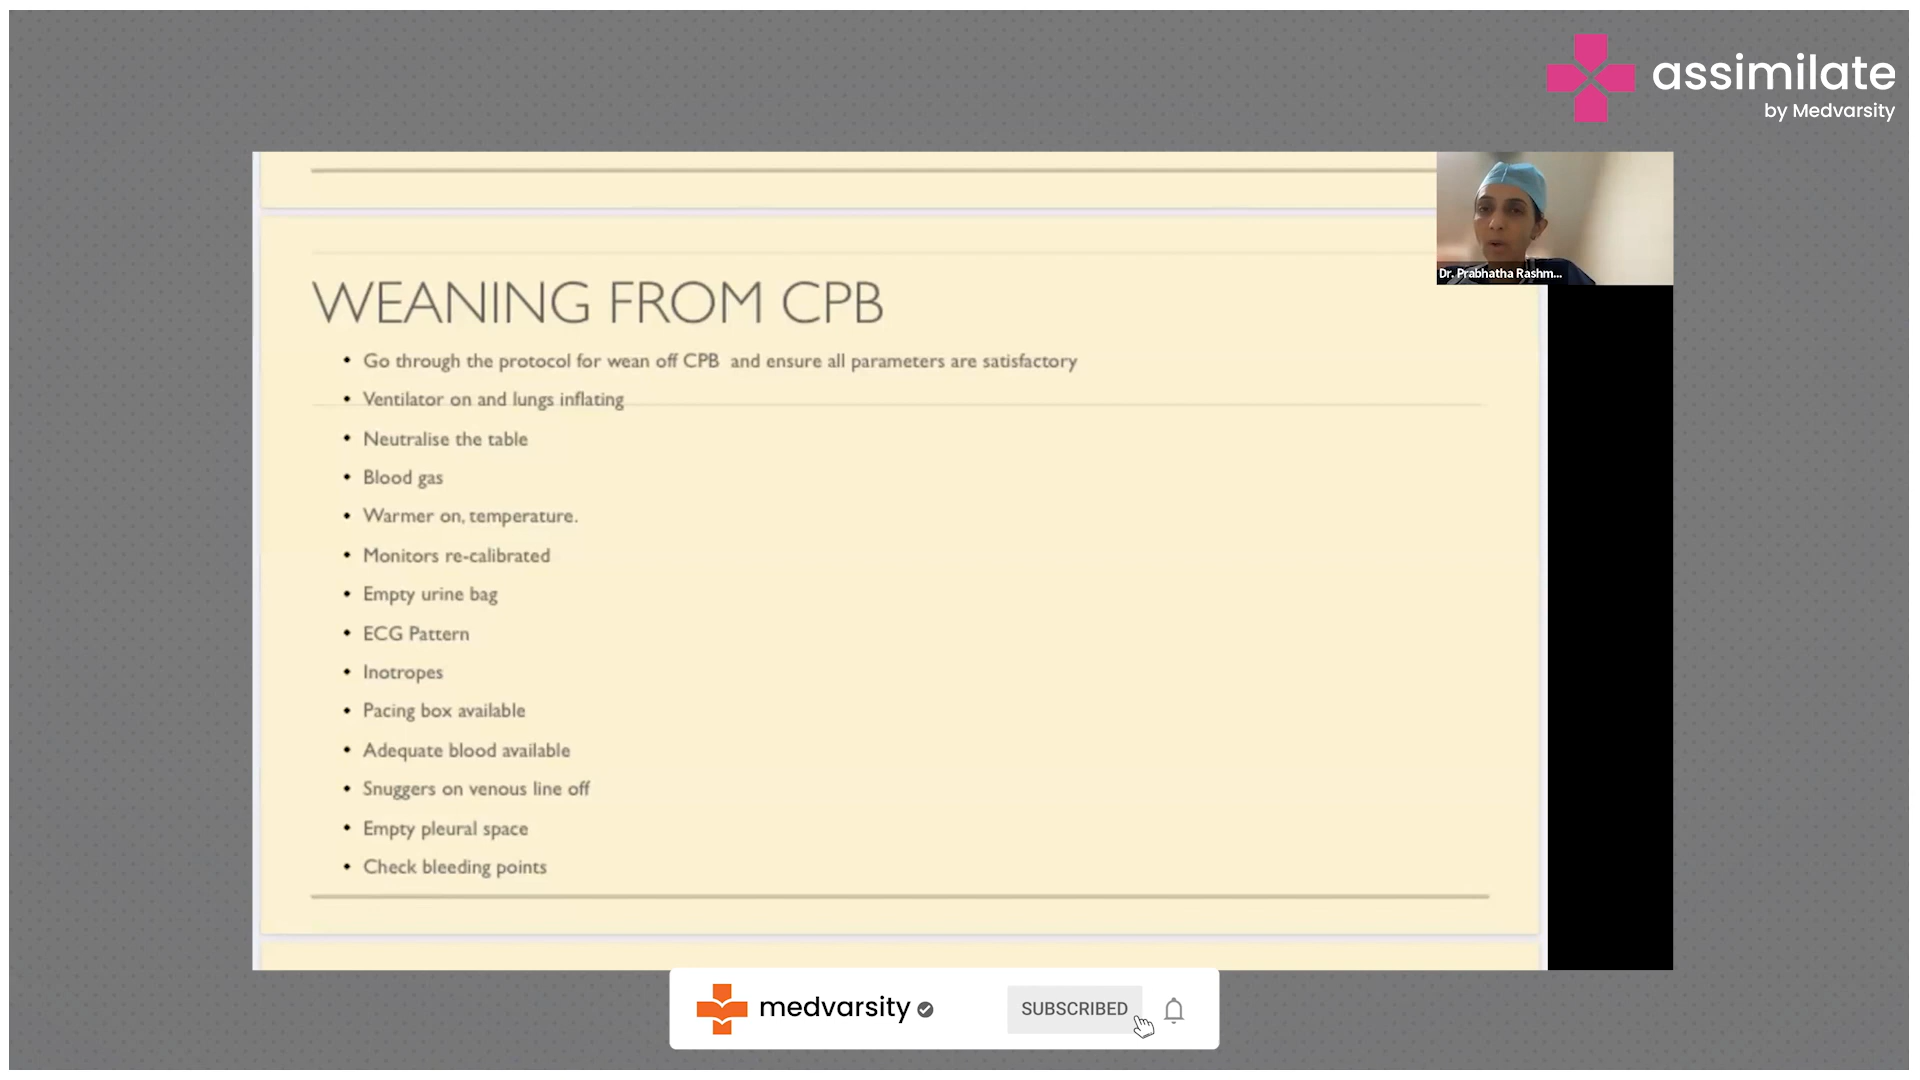 assimilate
by Medvarsity
Dr. Prabhatha Rashm...
WEANING FROM CPB
• Go through the protocol for wean off CPB and ensure all parameters are satisfactory
• Ventilator on and lungs inflating
• Neutralise the table
• Blood gas
• Warmer on, temperature.
• Monitors re-calibrated
• Empty urine bag
• ECG Pattern
• Inotropes
• Pacing box available
• Adequate blood available
• Snuggers on venous line off
• Empty pleural space
• Check bleeding points
medvarsity
SUBSCRIBED